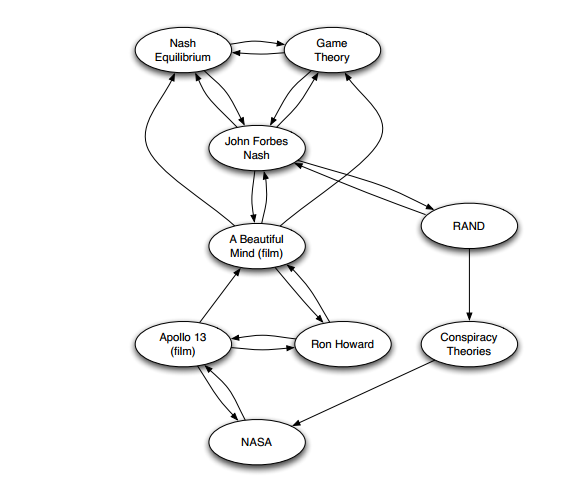 Nash
Equilibrium
Game
Theory
John Forbes
Nash
RAND
A Beautiful
Mind (film)
Apollo 13
(film)
Ron Howard
Conspiracy
Theories
NASA